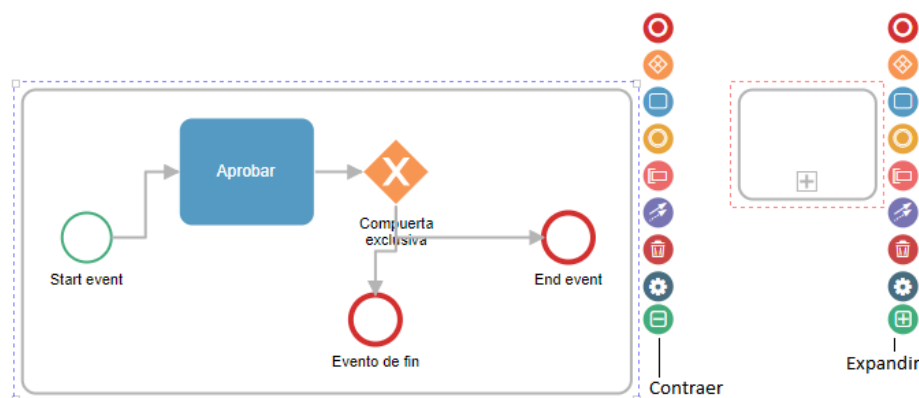 Aprobar
Compuerta
exclusiva
Start event
End event
Evento de fin
Contraer
Expandir